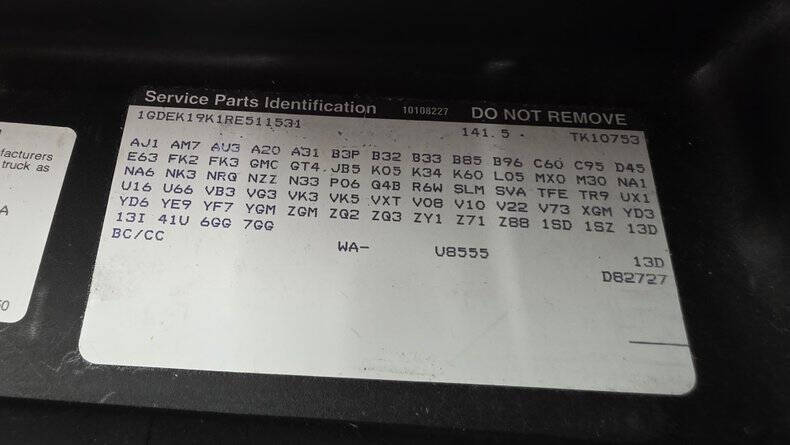 facturers
truck as
A
50
Service Parts Identification 10108227 DO NOT REMOVE
1GDEK19K1RE511531 141.5 TK10753
AJ1 AM7 AU3 A20 A31 B3P B32 B33 B85 B96 C60 C95 D45
E63 FK2 FK3 GMC GT4 JB5 K05 K34 K60 L05 MX0 M30 NA1
NA6 NK3 NRQ NZZ N33 P06 Q4B R6W SLM SVA TFE TR9 UX1
U16 U66 VB3 VG3 VK3 VK5 VXT V08 V10 V22 V73 XGM YD3
YD6 YE9 YF7 YGM ZGM ZQ2 ZQ3 ZY1 Z71 Z88 1SD 1SZ 13D
13I 41U 6GG 7GG
BC/CC WA- U8555 13D
D82727